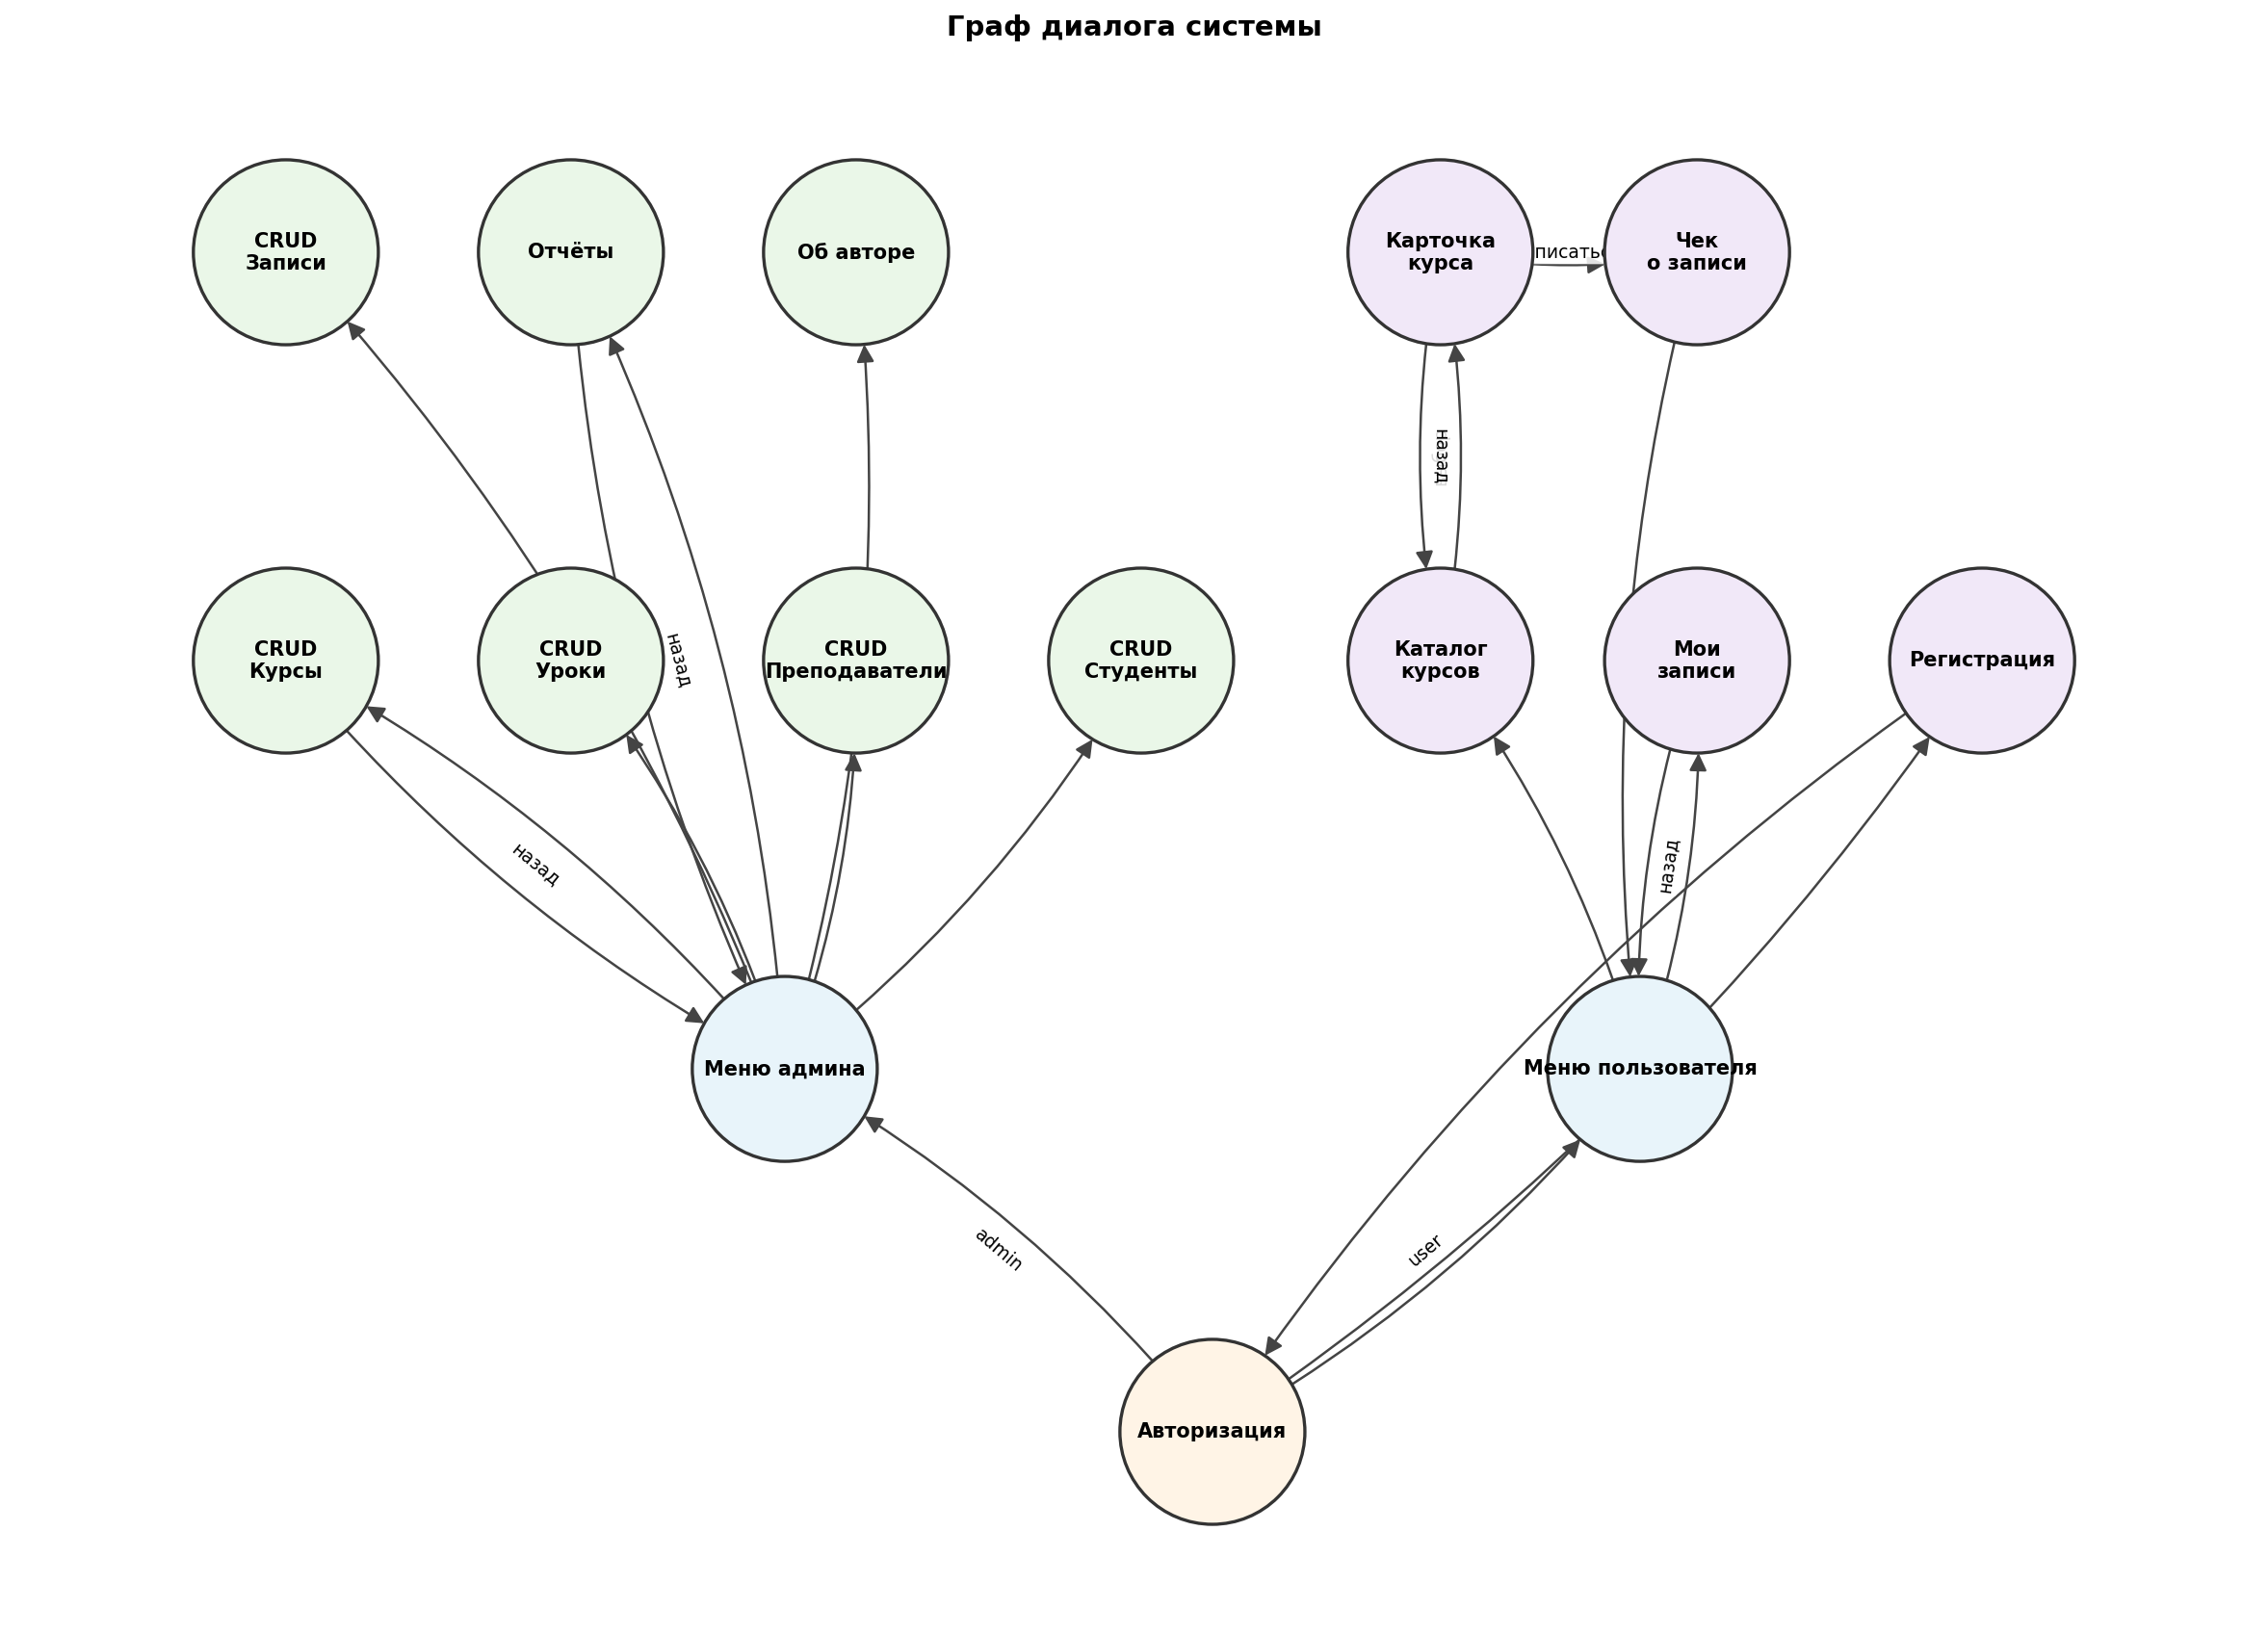 Граф диалога системы
CRUD
Записи
Отчёты
Об авторе
Карточка
курса
Чек
о записи
назад
CRUD
Курсы
CRUD
Уроки
назад
CRUD
Преподаватели
CRUD
Студенты
Каталог
курсов
Мои
записи
Регистрация
назад
назад
Меню админа
Меню пользователя
admin
user
Авторизация